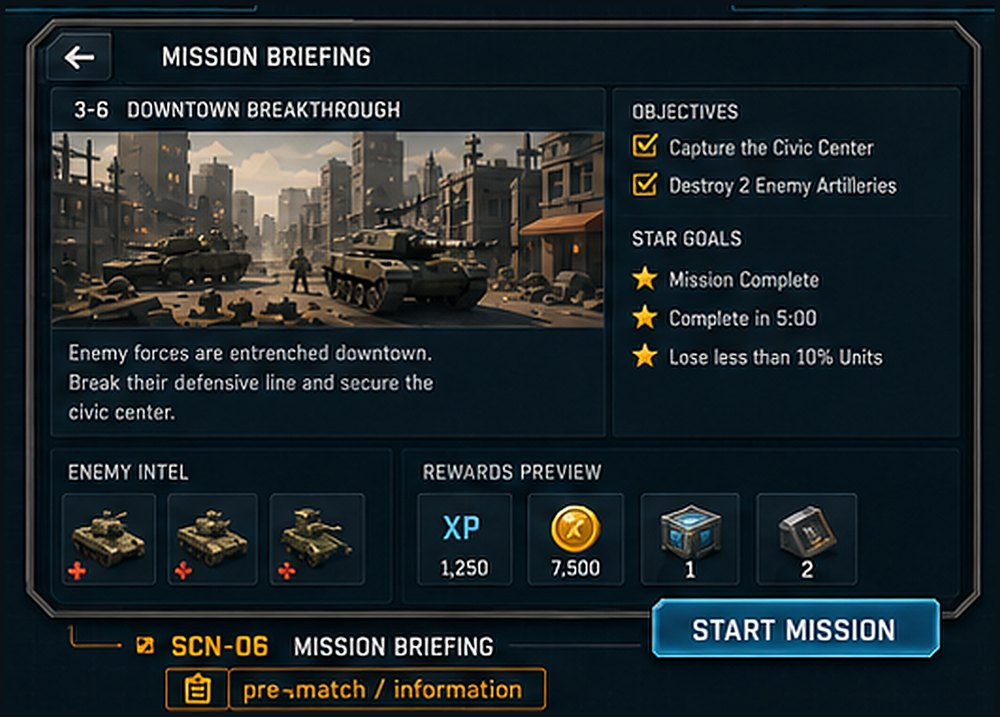 MISSION BRIEFING
3-6 DOWNTOWN BREAKTHROUGH
Enemy forces are entrenched downtown.
Break their defensive line and secure the
civic center.
OBJECTIVES
Capture the Civic Center
Destroy 2 Enemy Artilleries
STAR GOALS
Mission Complete
Complete in 5:00
Lose less than 10% Units
ENEMY INTEL
REWARDS PREVIEW
XP
1,250
7,500
1
2
START MISSION
SCN-06 MISSION BRIEFING
pre-match / information